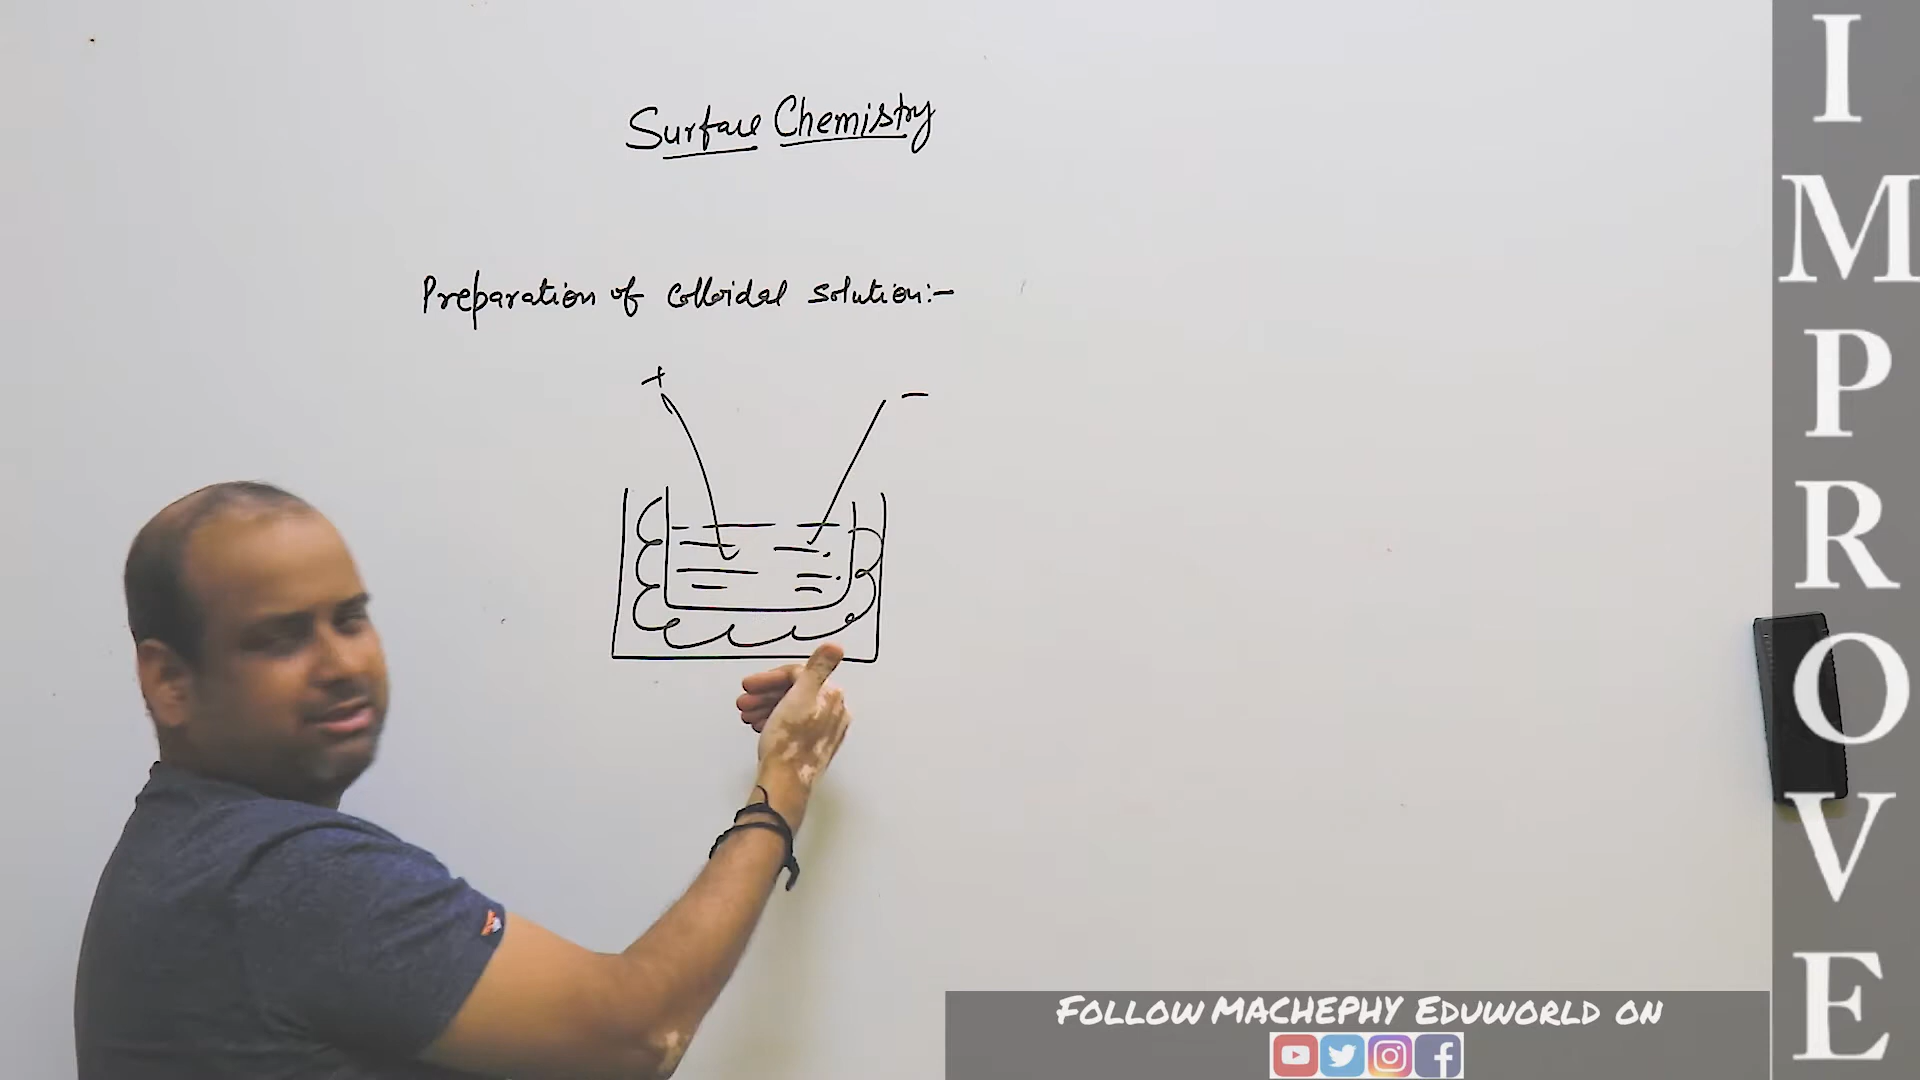 Surface Chemistry
Preparation of colloidal solution:-
+ -
IMPROVE
FOLLOW MACHEPHY EDUWORLD ON